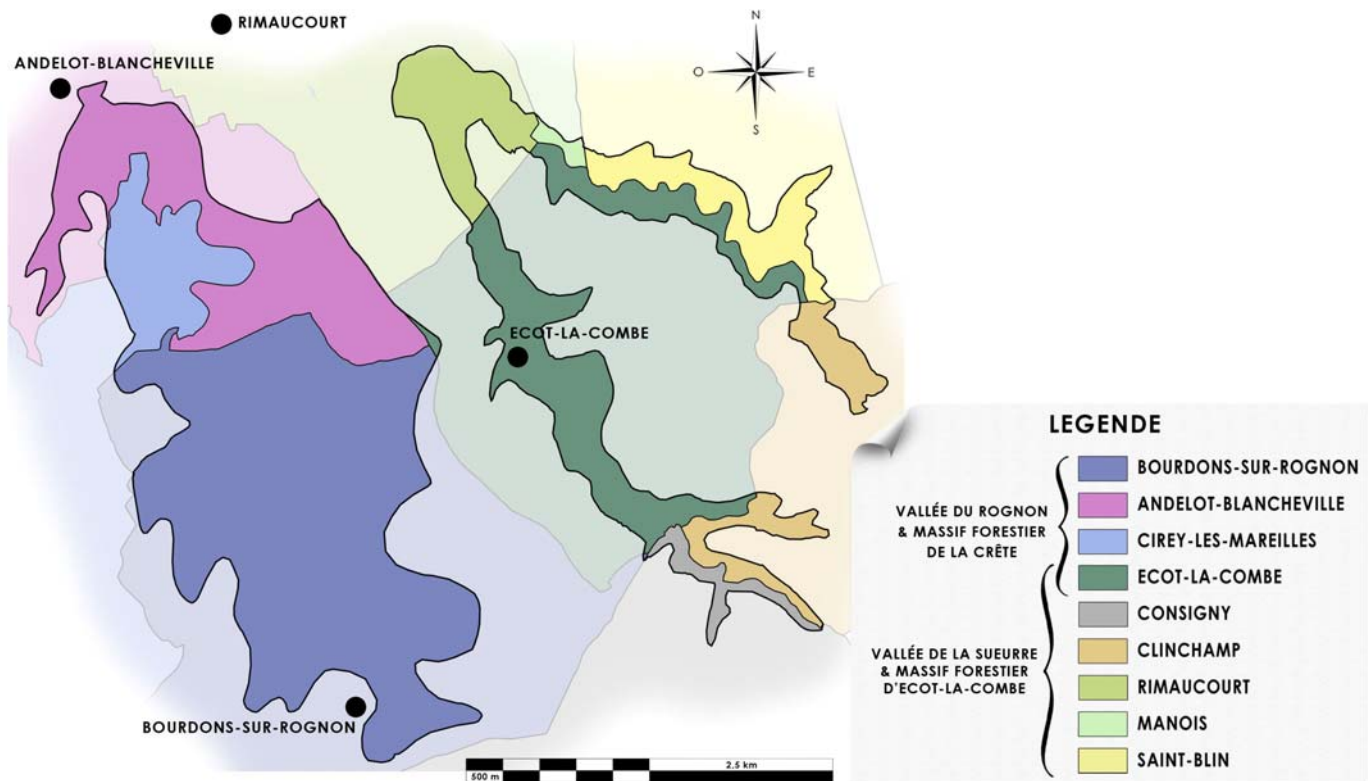 RIMAUCOURT
ANDELOT-BLANCHEVILLE
N
O
E
S
ECOT-LA-COMBE
BOURDONS-SUR-ROGNON
2.5 km
500 m
LEGENDE
VALLÉE DU ROGNON
& MASSIF FORESTIER
DE LA CRÊTE
BOURDONS-SUR-ROGNON
ANDELOT-BLANCHEVILLE
CIREY-LES-MAREILLES
ECOT-LA-COMBE
VALLÉE DE LA SUEURRE
& MASSIF FORESTIER
D'ECOT-LA-COMBE
CONSIGNY
CLINCHAMP
RIMAUCOURT
MANOIS
SAINT-BLIN